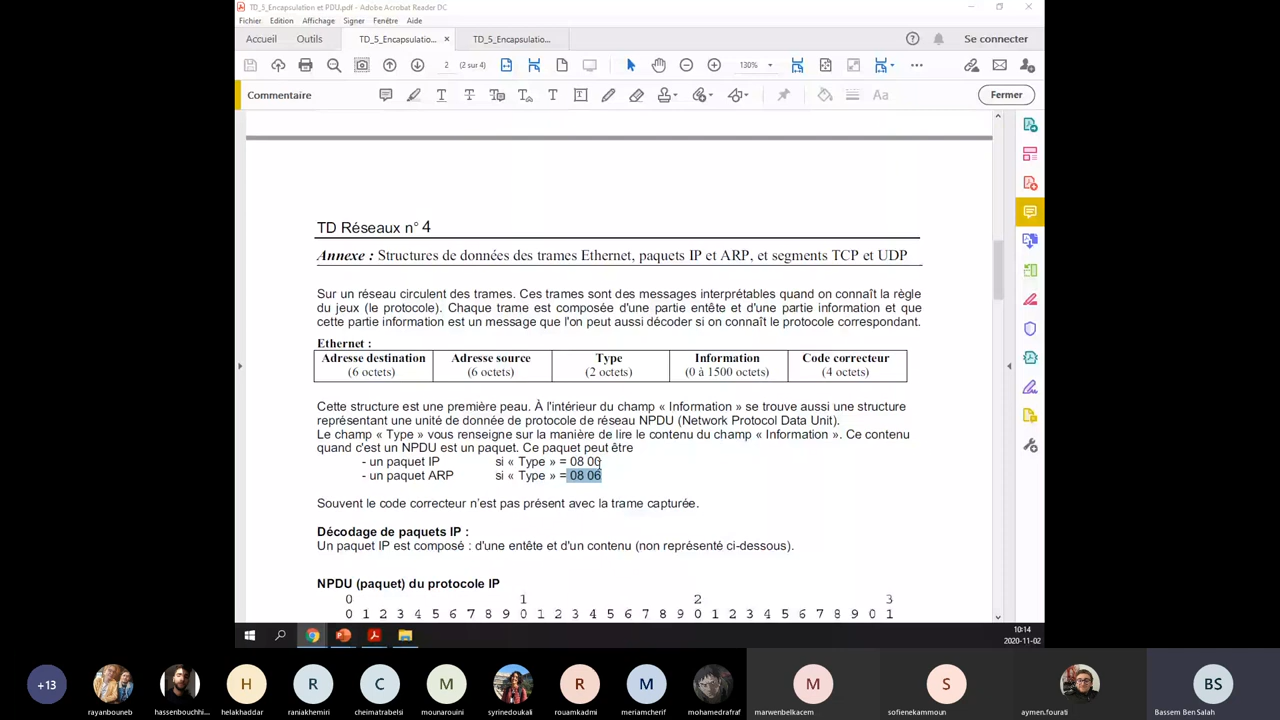 TD_5_Encapsulation et PDU.pdf - Adobe Acrobat Reader DC
Fichier Edition Affichage Signer Fenêtre Aide
Accueil Outils TD_5_Encapsulatio... × TD_5_Encapsulatio... Se connecter
2 (2 sur 4) 130%
Commentaire Fermer
TD Réseaux n° 4
Annexe : Structures de données des trames Ethernet, paquets IP et ARP, et segments TCP et UDP
Sur un réseau circulent des trames. Ces trames sont des messages interprétables quand on connaît la règle
du jeux (le protocole). Chaque trame est composée d'une partie entête et d'une partie information et que
cette partie information est un message que l'on peut aussi décoder si on connaît le protocole correspondant.
Ethernet :
Adresse destination Adresse source Type Information Code correcteur
(6 octets) (6 octets) (2 octets) (0 à 1500 octets) (4 octets)
Cette structure est une première peau. À l'intérieur du champ « Information » se trouve aussi une structure
représentant une unité de donnée de protocole de réseau NPDU (Network Protocol Data Unit).
Le champ « Type » vous renseigne sur la manière de lire le contenu du champ « Information ». Ce contenu
quand c'est un NPDU est un paquet. Ce paquet peut être
- un paquet IP si « Type » = 08 00
- un paquet ARP si « Type » = 08 06
Souvent le code correcteur n'est pas présent avec la trame capturée.
Décodage de paquets IP :
Un paquet IP est composé : d'une entête et d'un contenu (non représenté ci-dessous).
NPDU (paquet) du protocole IP
0 1 2 3
0 1 2 3 4 5 6 7 8 9 0 1 2 3 4 5 6 7 8 9 0 1 2 3 4 5 6 7 8 9 0 1
10:14
2020-11-02
+13 H R C M R M M S BS
rayanbouneb hassenbouchhi... helakhaddar raniakhemiri cheimatrabelsi mounarouini syrinedoukali rouamkadmi meriamcherif mohamedrafraf marwenbelkacem sofienekammoun aymen.fourati Bassem Ben Salah